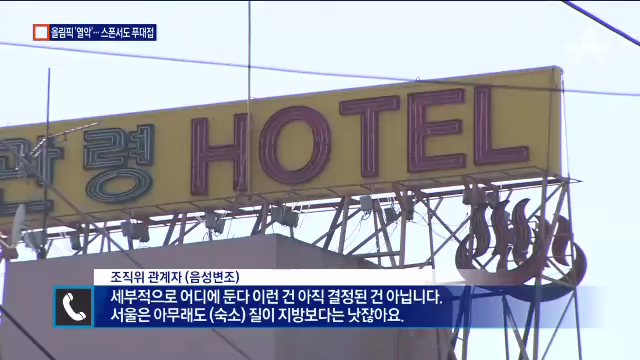 올림픽 '열악'… 스폰서도 푸대접
관령 HOTEL
조직위 관계자 (음성변조)
세부적으로 어디에 둔다 이런 건 아직 결정된 건 아닙니다.
서울은 아무래도 (숙소) 질이 지방보다는 낫잖아요.